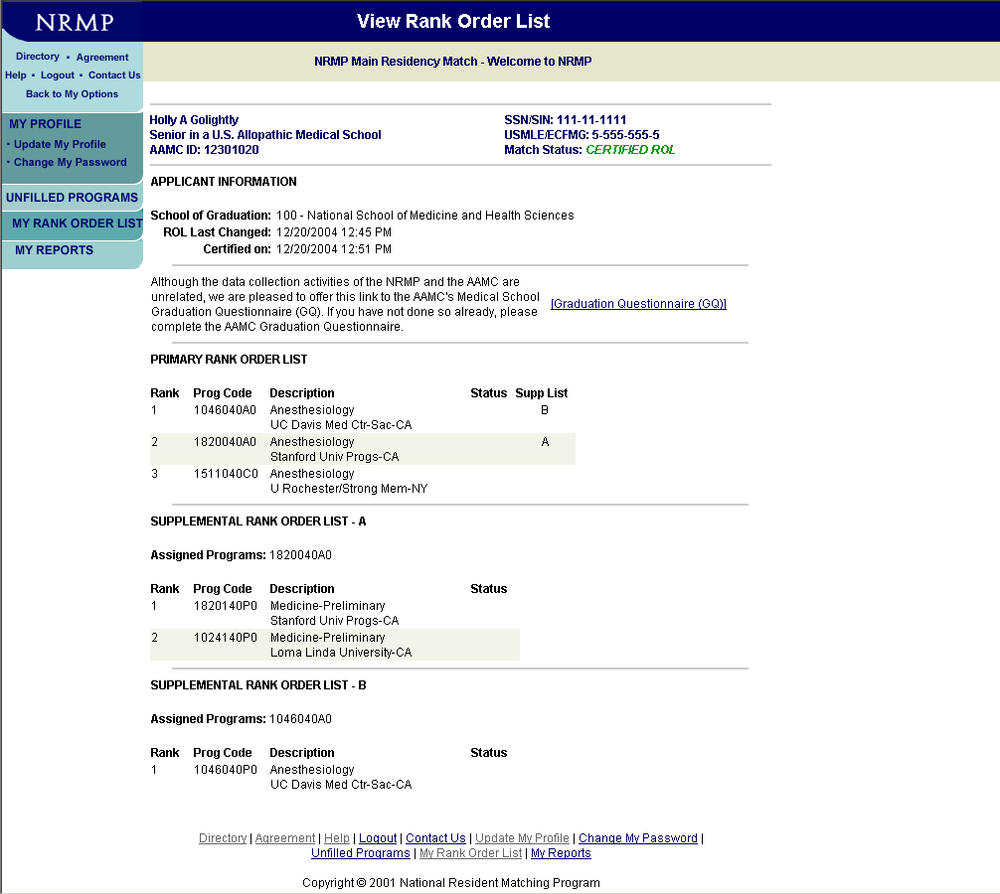 NRMP
View Rank Order List
Directory • Agreement
Help • Logout • Contact Us
Back to My Options
NRMP Main Residency Match - Welcome to NRMP
MY PROFILE
• Update My Profile
• Change My Password
UNFILLED PROGRAMS
MY RANK ORDER LIST
MY REPORTS
Holly A Golightly SSN/SIN: 111-11-1111
Senior in a U.S. Allopathic Medical School USMLE/ECFMG: 5-555-555-5
AAMC ID: 12301020 Match Status: CERTIFIED ROL
APPLICANT INFORMATION
School of Graduation: 100 - National School of Medicine and Health Sciences
ROL Last Changed: 12/20/2004 12:45 PM
Certified on: 12/20/2004 12:51 PM
Although the data collection activities of the NRMP and the AAMC are
unrelated, we are pleased to offer this link to the AAMC's Medical School
Graduation Questionnaire (GQ). If you have not done so already, please
complete the AAMC Graduation Questionnaire.
[Graduation Questionnaire (GQ)]
PRIMARY RANK ORDER LIST
Rank Prog Code Description Status Supp List
1 1046040A0 Anesthesiology B
UC Davis Med Ctr-Sac-CA
2 1820040A0 Anesthesiology A
Stanford Univ Progs-CA
3 1511040C0 Anesthesiology
U Rochester/Strong Mem-NY
SUPPLEMENTAL RANK ORDER LIST - A
Assigned Programs: 1820040A0
Rank Prog Code Description Status
1 1820140P0 Medicine-Preliminary
Stanford Univ Progs-CA
2 1024140P0 Medicine-Preliminary
Loma Linda University-CA
SUPPLEMENTAL RANK ORDER LIST - B
Assigned Programs: 1046040A0
Rank Prog Code Description Status
1 1046040P0 Anesthesiology
UC Davis Med Ctr-Sac-CA
Directory | Agreement | Help | Logout | Contact Us | Update My Profile | Change My Password |
Unfilled Programs | My Rank Order List | My Reports
Copyright © 2001 National Resident Matching Program